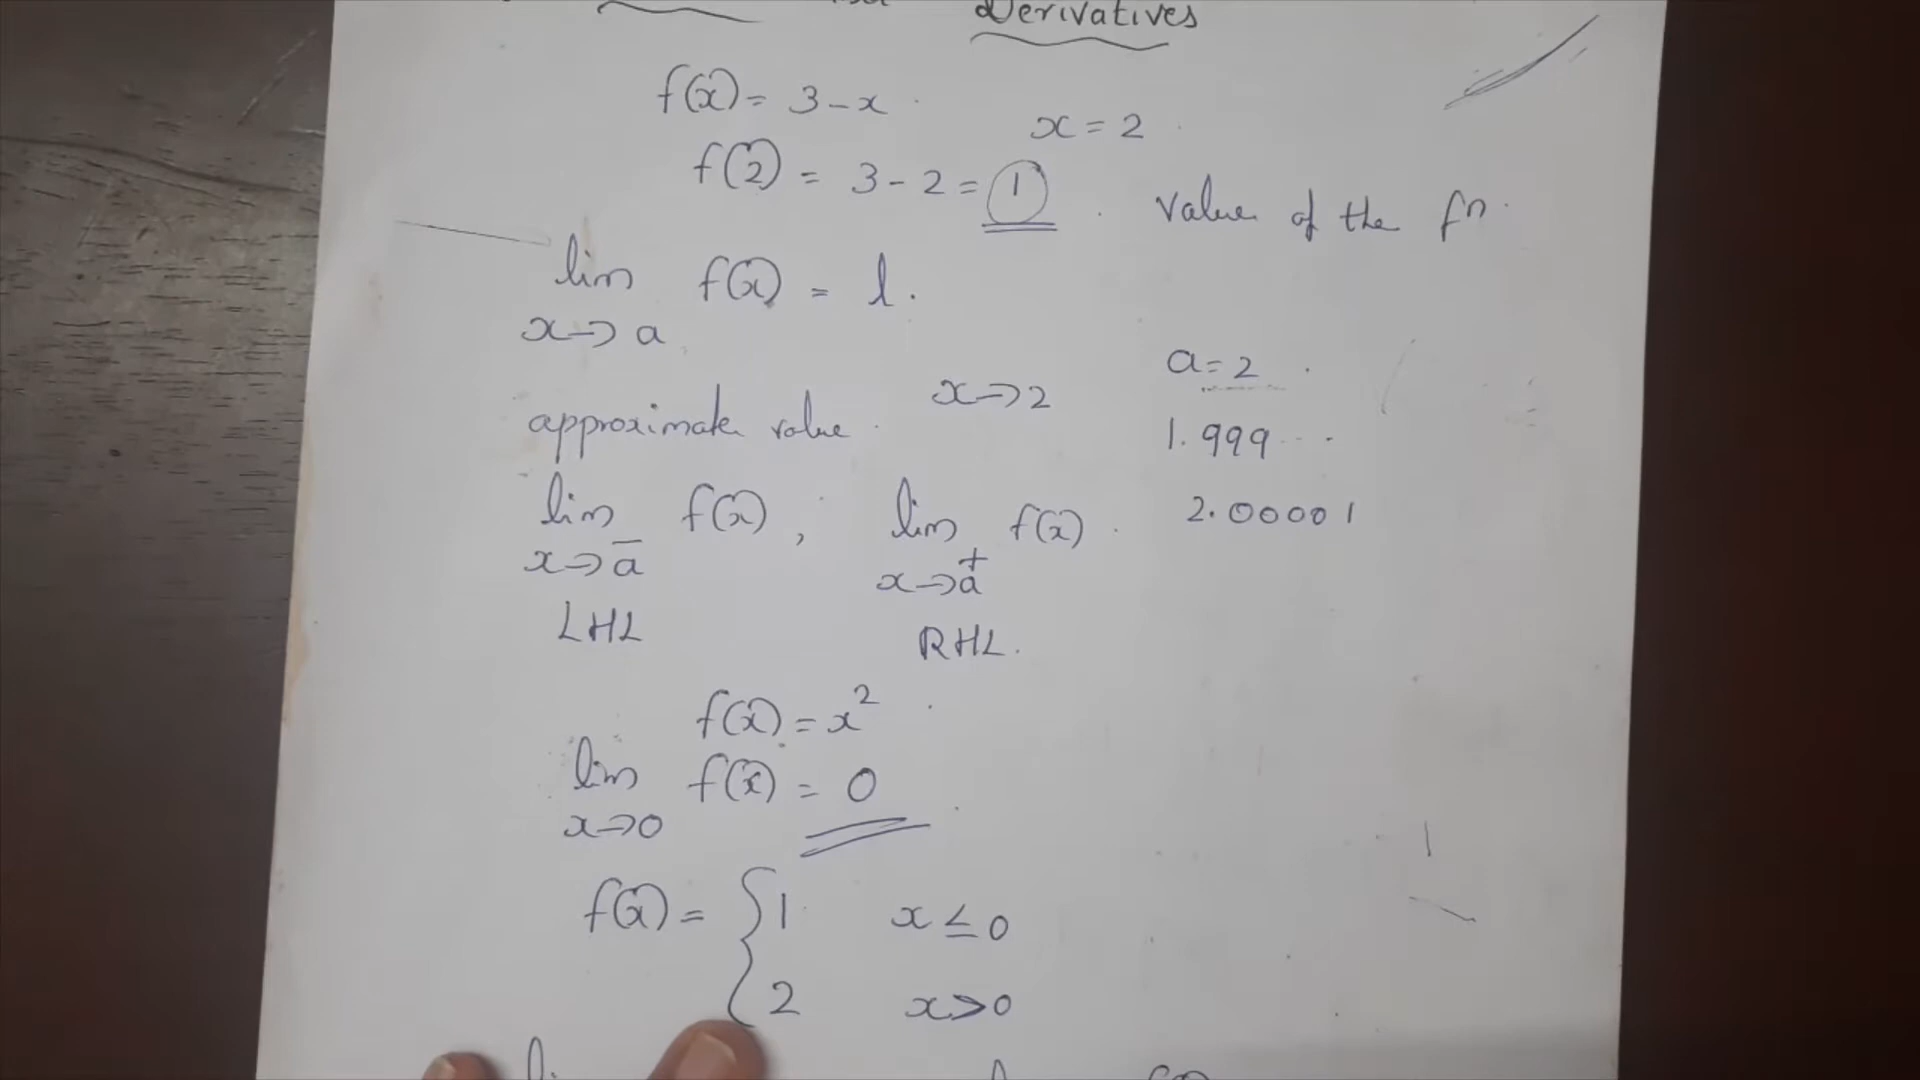 Derivatives
f(x) = 3 - x
x = 2
f(2) = 3 - 2 = 1
value of the fn.
lim f(x) = l.
x → a
a = 2
approximate value
x → 2
1.999...
lim f(x) , lim f(x)
x → a⁻ x → a⁺
2.00001
LHL RHL.
f(x) = x²
lim f(x) = 0
x → 0
f(x) = { 1 x ≤ 0
2 x > 0